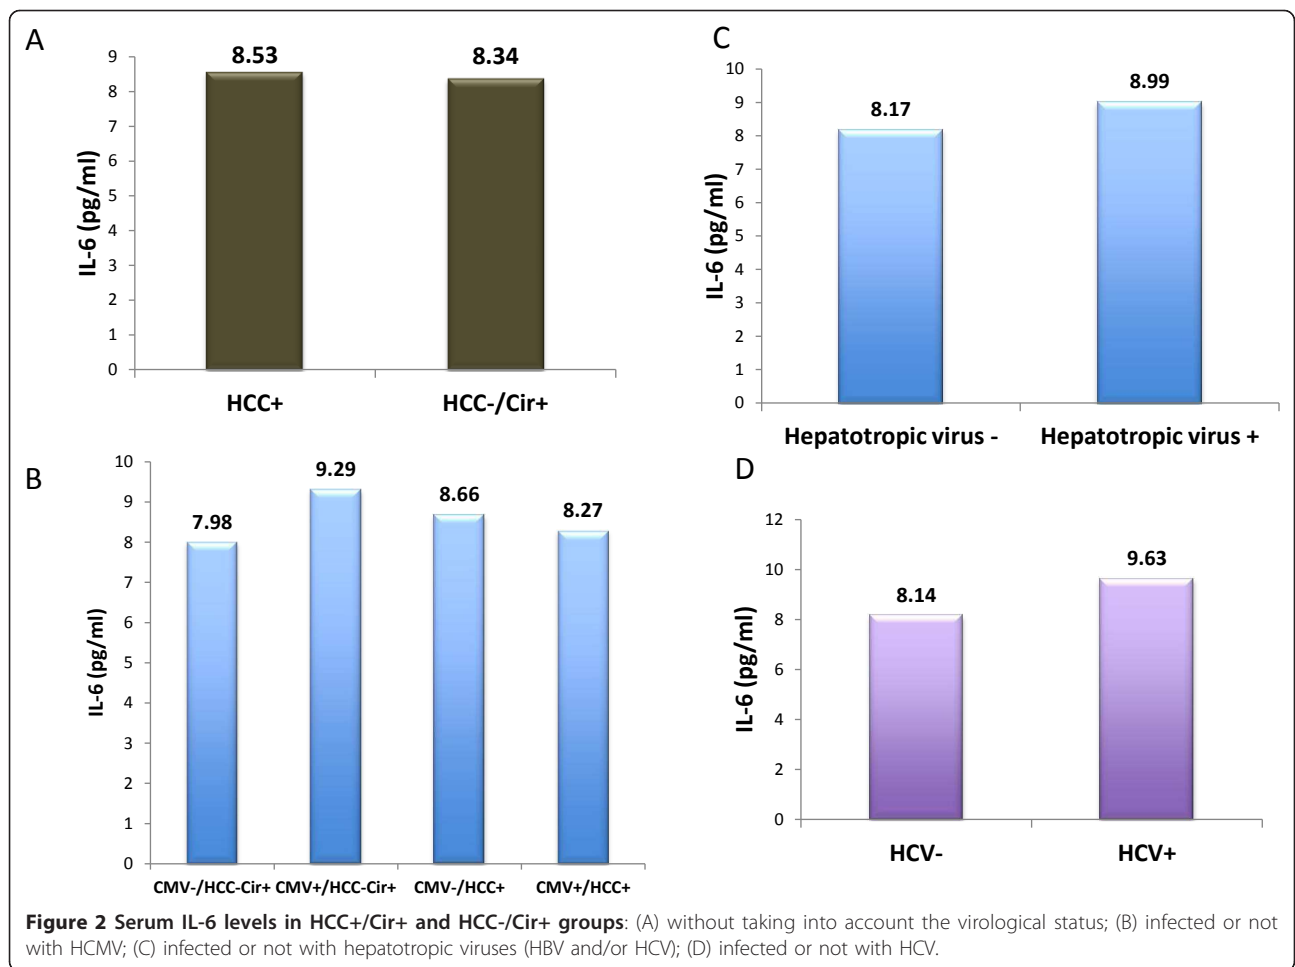 A
8.53
8.34
9
8
7
6
5
4
3
2
1
0
IL-6 (pg/ml)
HCC+
HCC-/Cir+
C
8.17
8.99
10
9
8
7
6
5
4
3
2
1
0
IL-6 (pg/ml)
Hepatotropic virus -
Hepatotropic virus +
B
7.98
9.29
8.66
8.27
10
9
8
7
6
5
4
3
2
1
0
IL-6 (pg/ml)
CMV-/HCC-Cir+ CMV+/HCC-Cir+ CMV-/HCC+ CMV+/HCC+
D
8.14
9.63
12
10
8
6
4
2
0
IL-6 (pg/ml)
HCV-
HCV+
Figure 2 Serum IL-6 levels in HCC+/Cir+ and HCC-/Cir+ groups: (A) without taking into account the virological status; (B) infected or not
with HCMV; (C) infected or not with hepatotropic viruses (HBV and/or HCV); (D) infected or not with HCV.